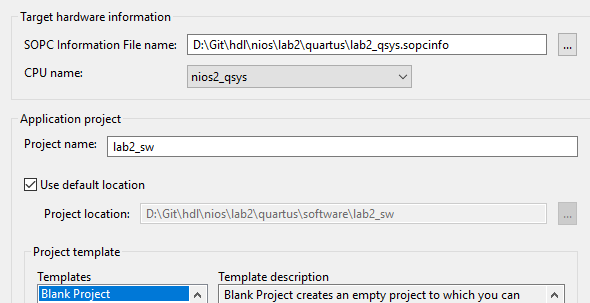 Target hardware information
SOPC Information File name: D:\Git\hdl\nios\lab2\quartus\lab2_qsys.sopcinfo ...
CPU name: nios2_qsys
Application project
Project name: lab2_sw
Use default location
Project location: D:\Git\hdl\nios\lab2\quartus\software\lab2_sw ...
Project template
Templates Template description
Blank Project Blank Project creates an empty project to which you can